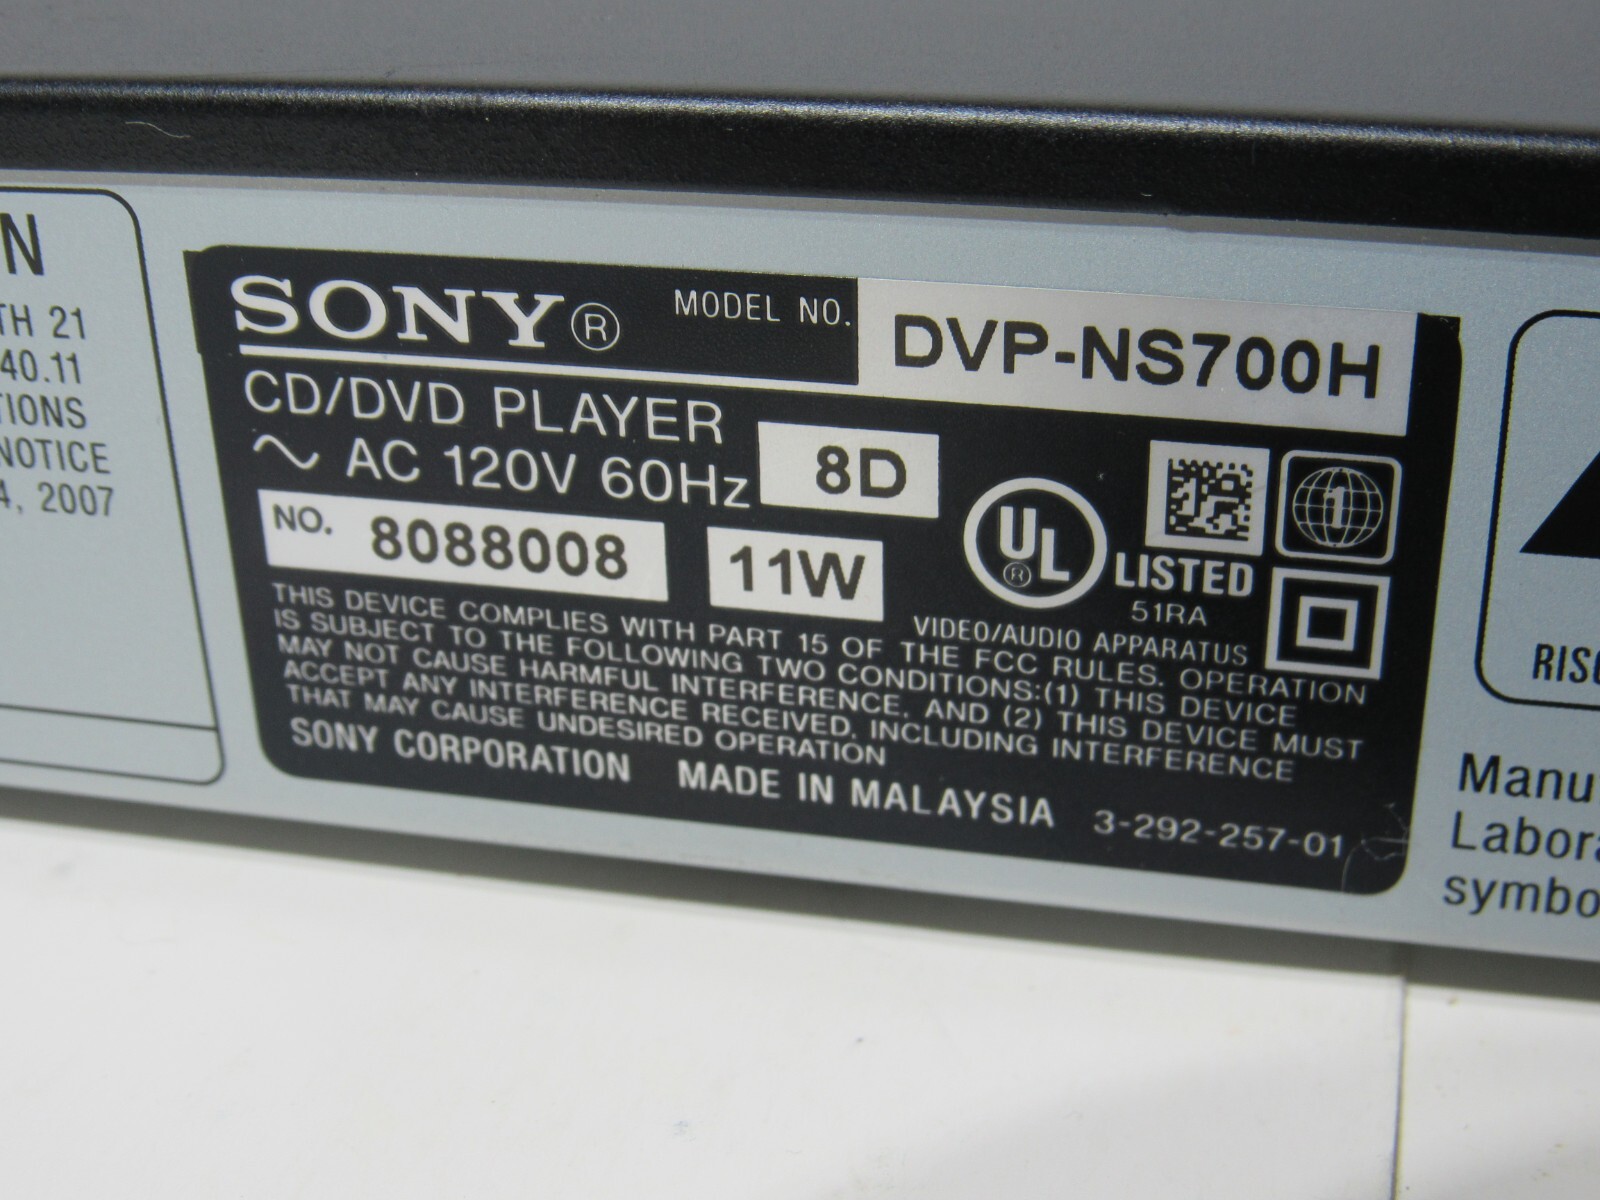 N
TH 21
40.11
TIONS
NOTICE
4, 2007
SONY® MODEL NO. DVP-NS700H
CD/DVD PLAYER
~ AC 120V 60Hz 8D
NO. 8088008 11W
UL® LISTED
51RA
VIDEO/AUDIO APPARATUS
THIS DEVICE COMPLIES WITH PART 15 OF THE FCC RULES. OPERATION
IS SUBJECT TO THE FOLLOWING TWO CONDITIONS:(1) THIS DEVICE
MAY NOT CAUSE HARMFUL INTERFERENCE, AND (2) THIS DEVICE MUST
ACCEPT ANY INTERFERENCE RECEIVED, INCLUDING INTERFERENCE
THAT MAY CAUSE UNDESIRED OPERATION
SONY CORPORATION MADE IN MALAYSIA 3-292-257-01
RISQ
Manu
Labora
symbo